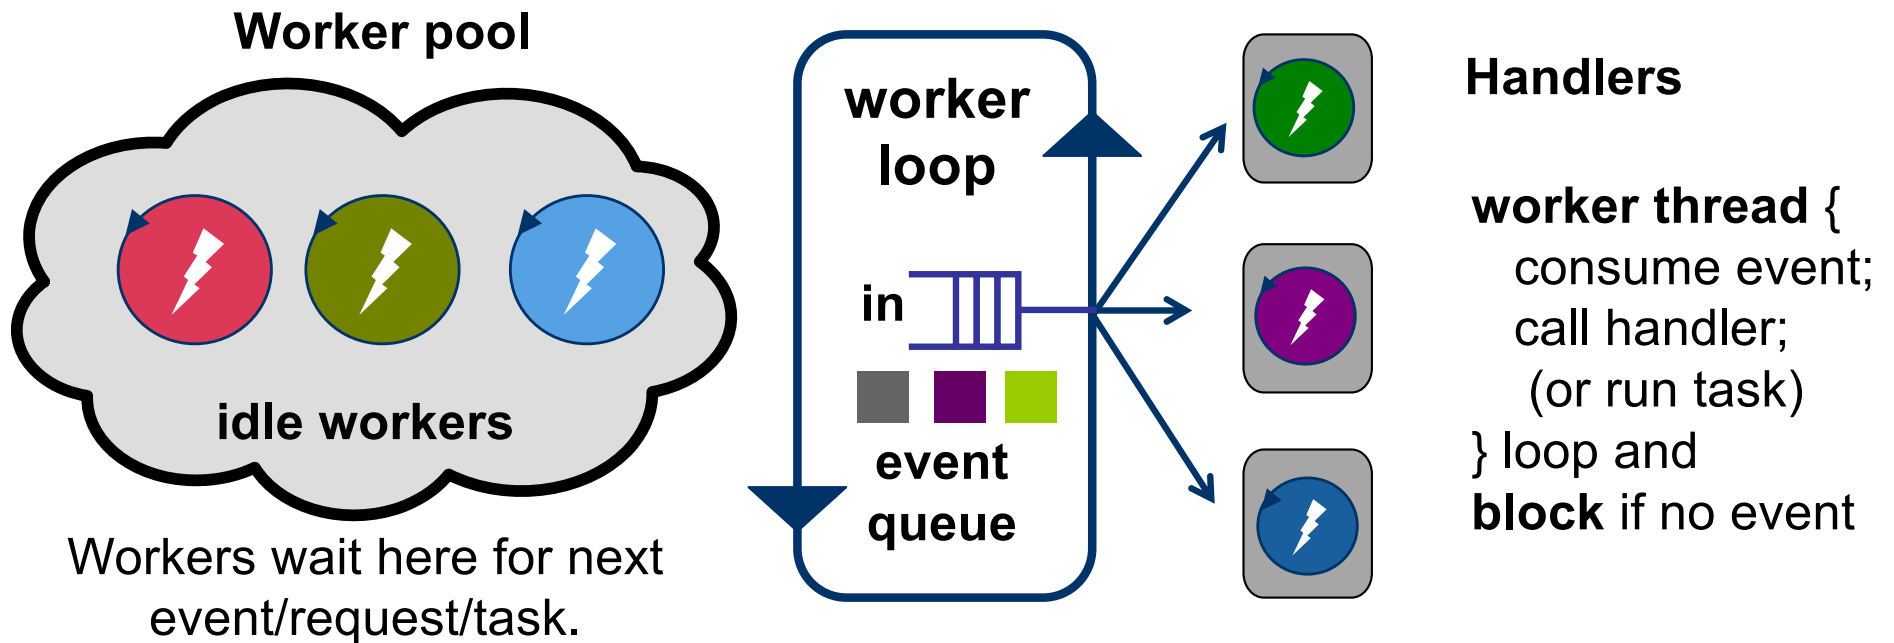 Worker pool
idle workers
Workers wait here for next
event/request/task.
worker
loop
in
event
queue
Handlers
worker thread {
consume event;
call handler;
(or run task)
} loop and
block if no event